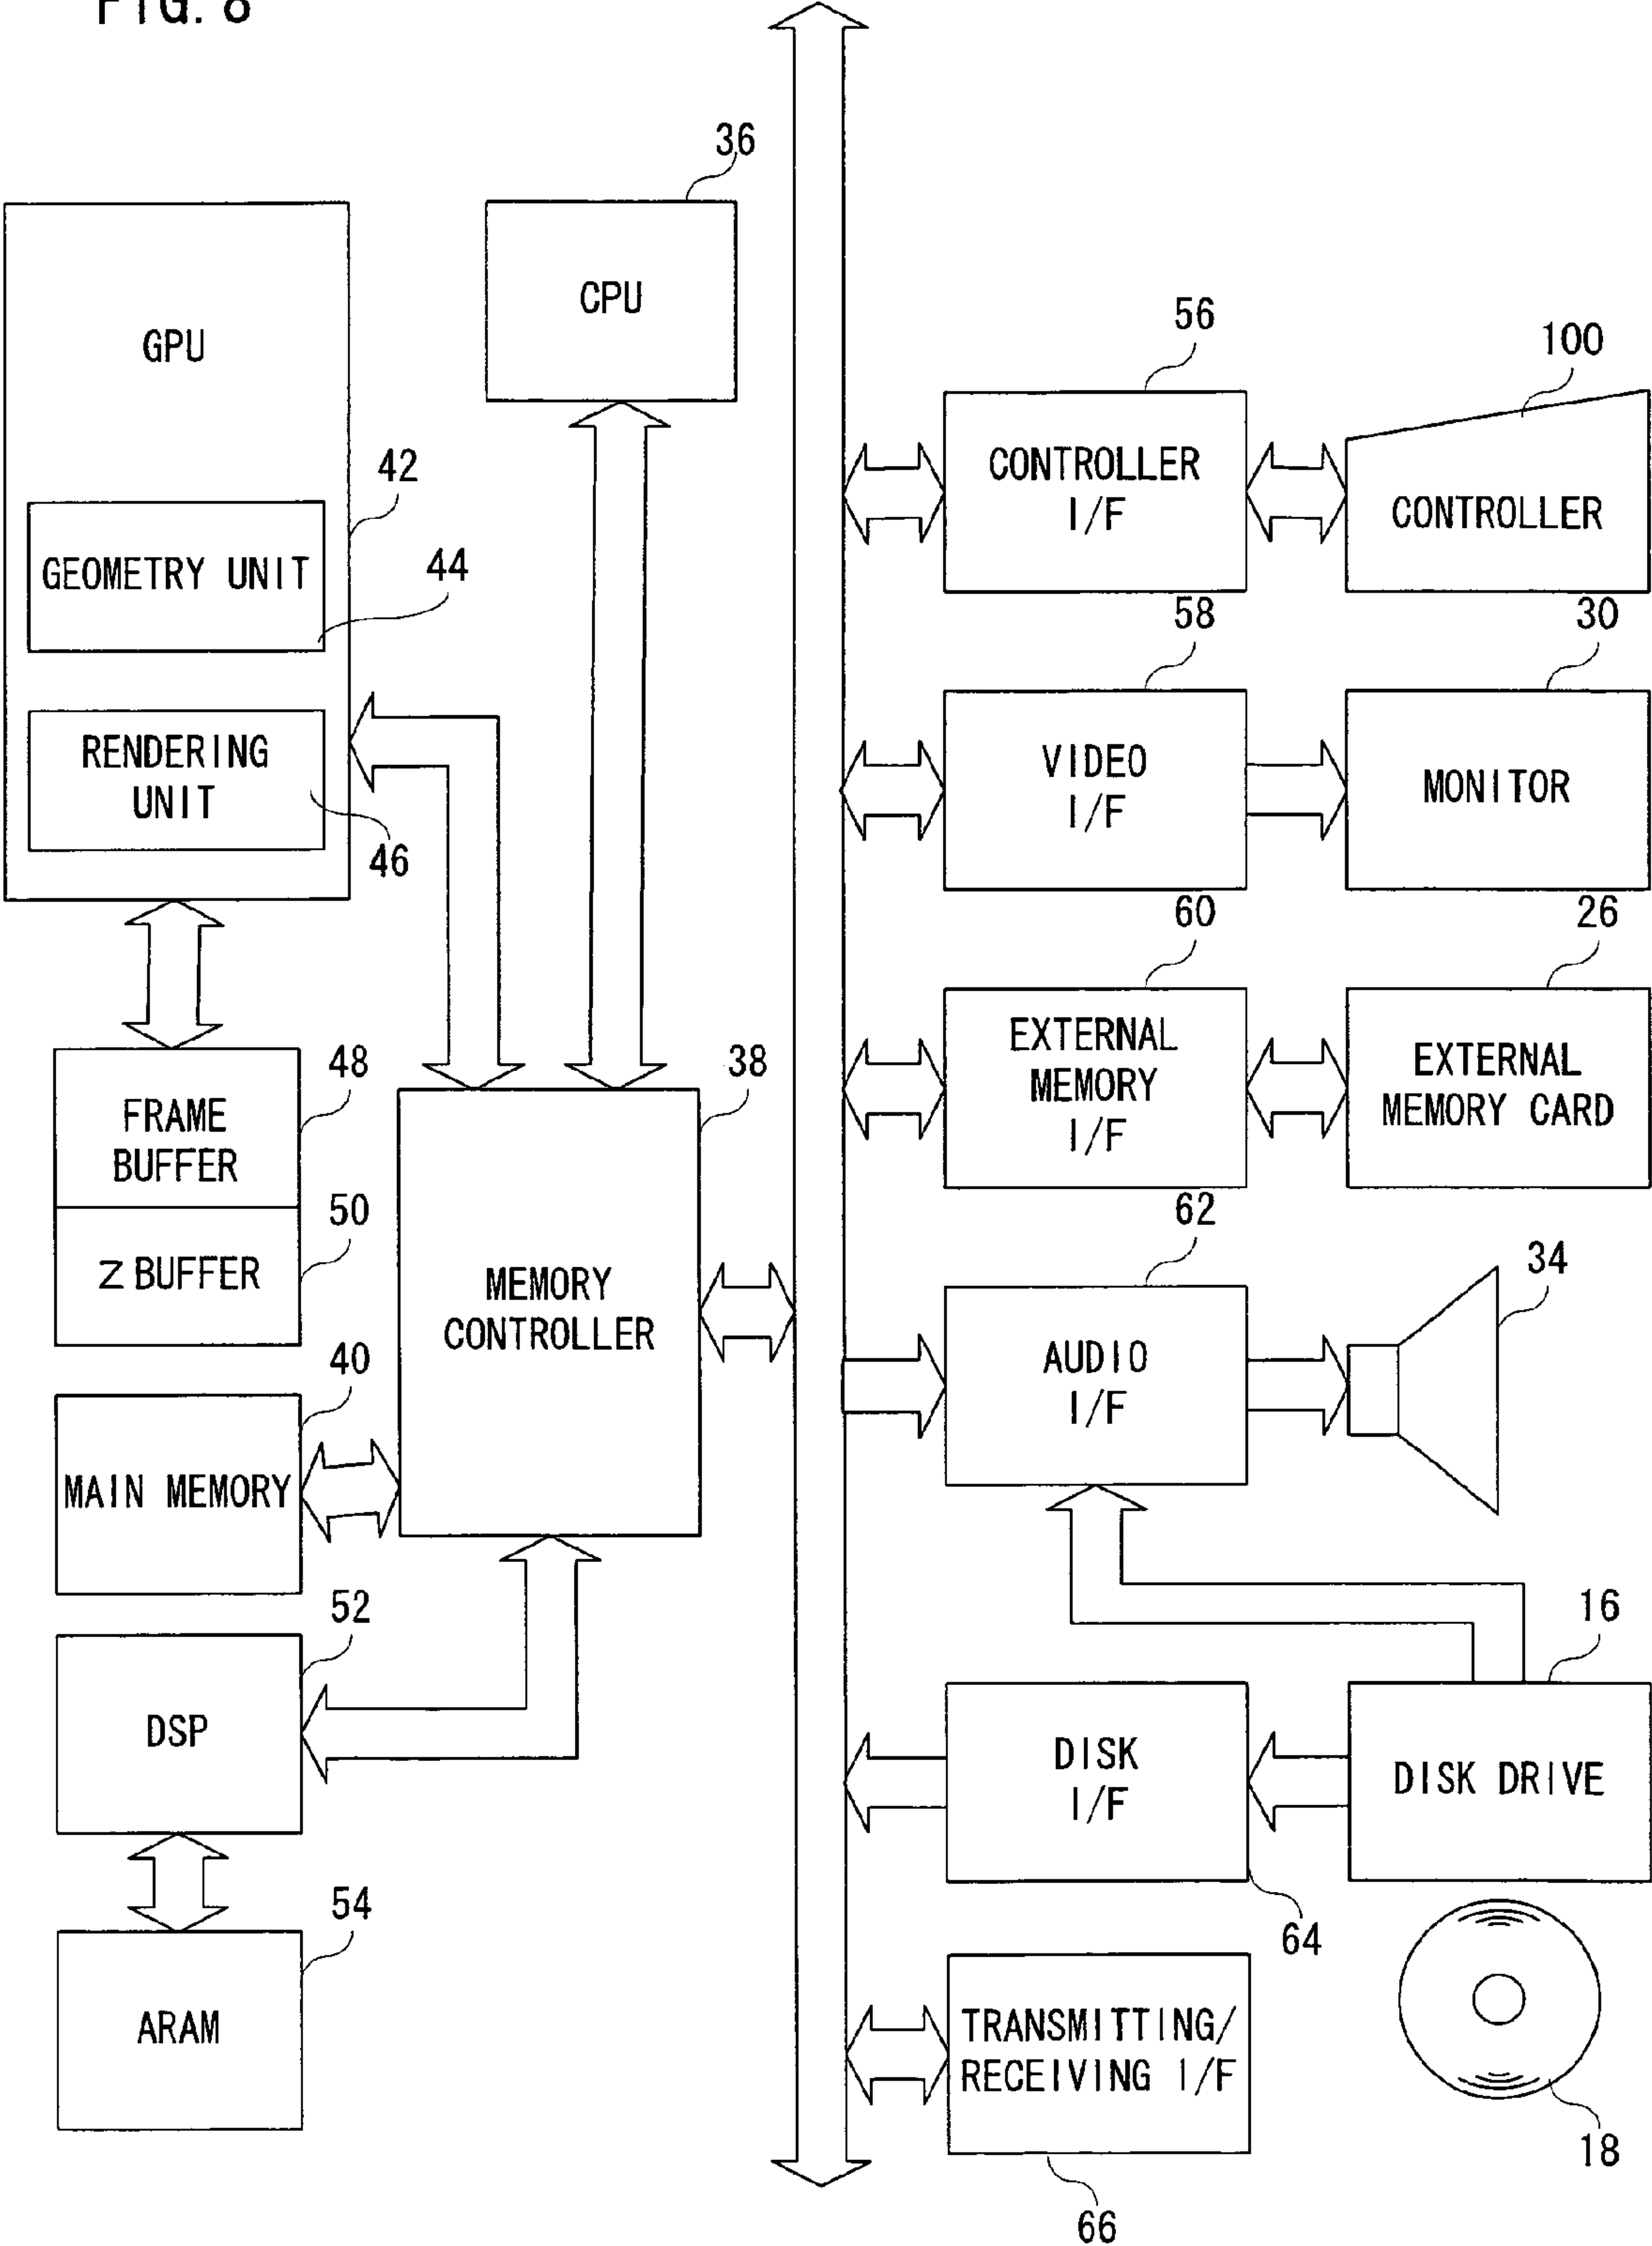 FIG. 8
36
CPU
GPU
42
GEOMETRY UNIT
44
RENDERING
UNIT
46
48
FRAME
BUFFER
50
Z BUFFER
38
MEMORY
CONTROLLER
40
MAIN MEMORY
52
DSP
54
ARAM
56
CONTROLLER
I/F
100
CONTROLLER
58
VIDEO
I/F
30
MONITOR
60
EXTERNAL
MEMORY
I/F
26
EXTERNAL
MEMORY CARD
62
AUDIO
I/F
34
16
DISK
I/F
64
DISK DRIVE
18
TRANSMITTING/
RECEIVING I/F
66